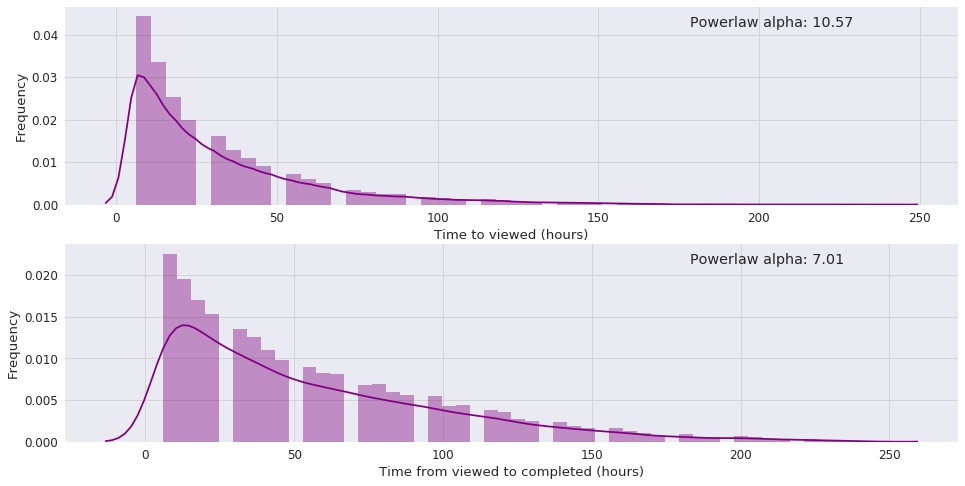 Powerlaw alpha: 10.57
0.04
0.03
0.02
0.01
0.00
Frequency
0 50 100 150 200 250
Time to viewed (hours)
Powerlaw alpha: 7.01
0.020
0.015
0.010
0.005
0.000
Frequency
0 50 100 150 200 250
Time from viewed to completed (hours)